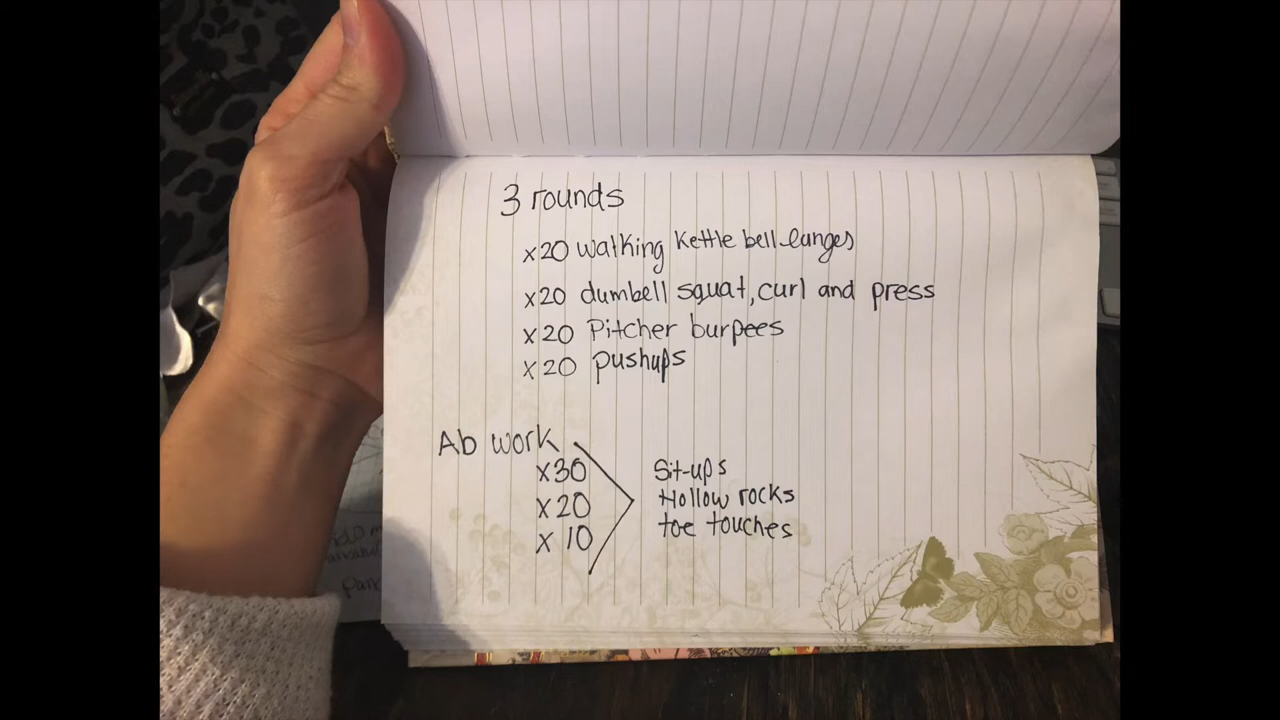 3 rounds
x20 walking kettle bell lunges
x20 dumbell squat, curl and press
x20 Pitcher burpees
x20 pushups
Ab work
x30
x20
x 10
Sit-ups
Hollow rocks
toe touches